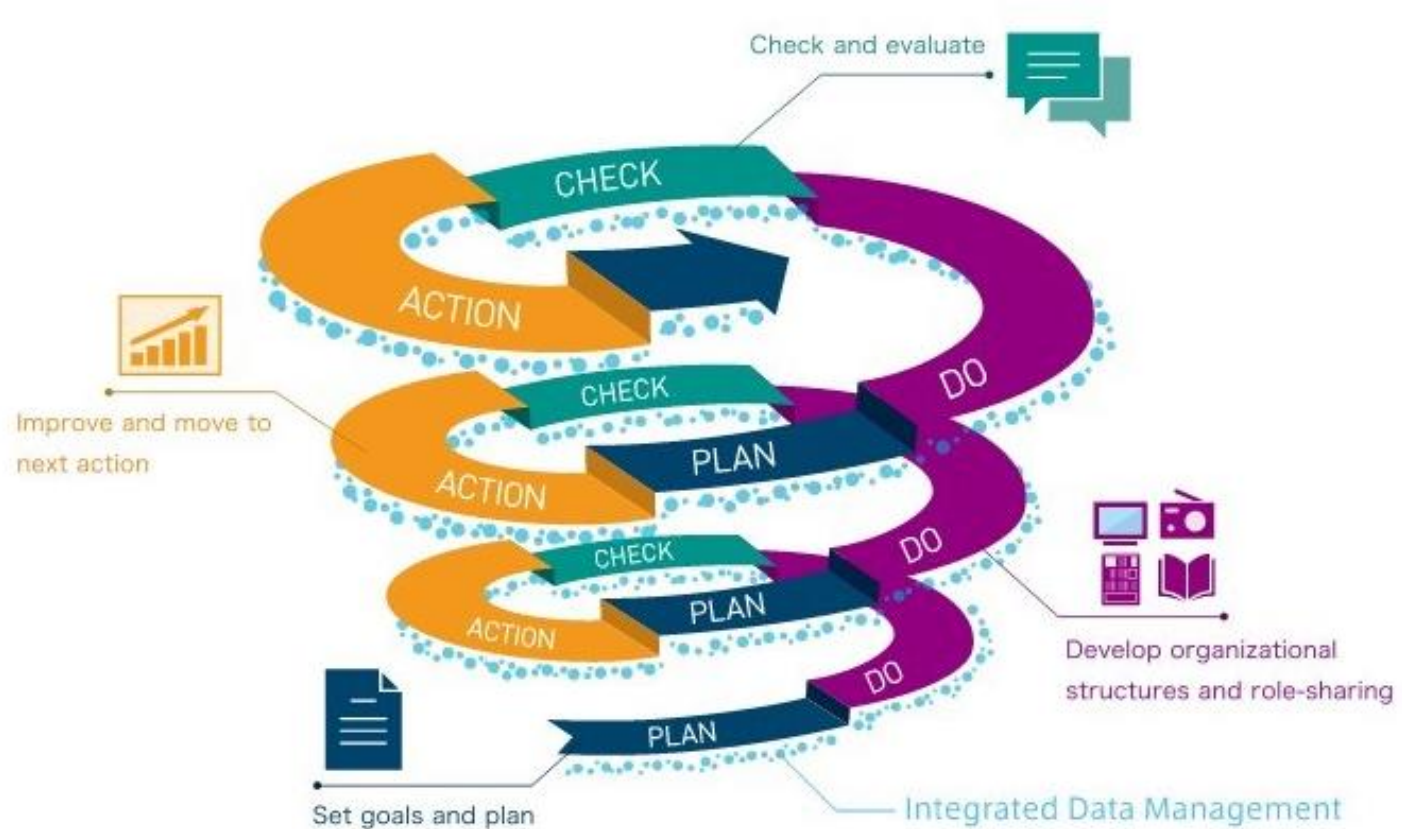 Check and evaluate
CHECK
ACTION
DO
Improve and move to
next action
CHECK
PLAN
ACTION
DO
CHECK
PLAN
ACTION
Develop organizational
structures and role-sharing
DO
PLAN
Set goals and plan
Integrated Data Management